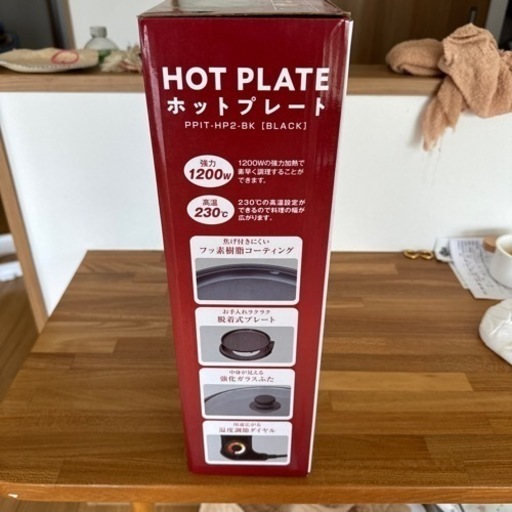 HOT PLATE
ホットプレート
PPIT-HP2-BK [BLACK]
強力
1200W
1200Wの強力加熱で
素早く調理することが
できます。
高温
230℃
230℃の高温設定が
できるので料理の幅が
広がります。
焦げ付きにくい
フッ素樹脂コーティング
お手入れラクラク
脱着式プレート
中身が見える
強化ガラスふた
温度調節ダイヤル